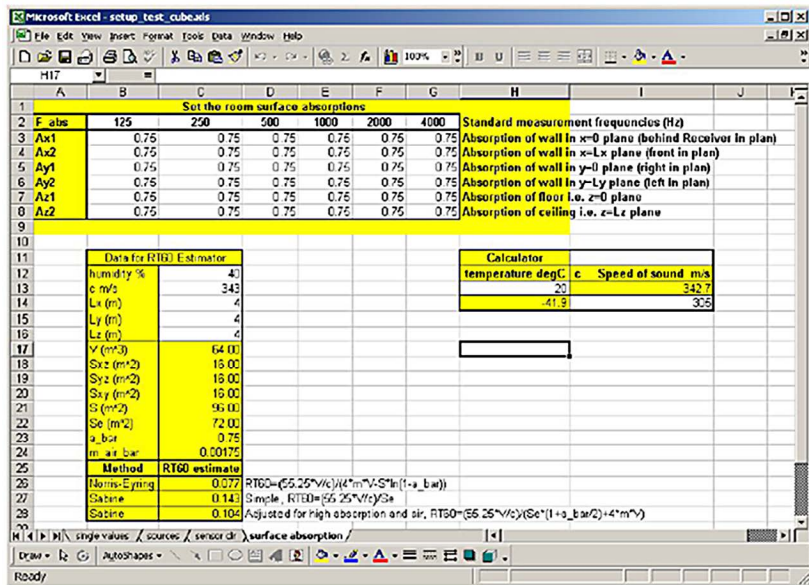 Microsoft Excel - setup_test_cube.xls
File Edit View Insert Format Tools Data Window Help
100% B U
H17 =
A B C D E F G H I J
1 Set the room surface absorptions
2 F_abs 125 250 500 1000 2000 4000 Standard measurement frequencies (Hz)
3 Ax1 0.75 0.75 0.75 0.75 0.75 0.75 Absorption of wall in x=0 plane (behind Receiver in plan)
4 Ax2 0.75 0.75 0.75 0.75 0.75 0.75 Absorption of wall in x=Lx plane (front in plan)
5 Ay1 0.75 0.75 0.75 0.75 0.75 0.75 Absorption of wall in y=0 plane (right in plan)
6 Ay2 0.75 0.75 0.75 0.75 0.75 0.75 Absorption of wall in y=Ly plane (left in plan)
7 Az1 0.75 0.75 0.75 0.75 0.75 0.75 Absorption of floor i.e. z=0 plane
8 Az2 0.75 0.75 0.75 0.75 0.75 0.75 Absorption of ceiling i.e. z=Lz plane
9
10
11 Data for RT60 Estimator Calculator
12 humidity % 40 temperature degC c Speed of sound m/s
13 c m/s 343 20 342.7
14 Lx (m) 4 -41.9 305
15 Ly (m) 4
16 Lz (m) 4
17 V (m^3) 64.00
18 Sxz (m^2) 16.00
19 Syz (m^2) 16.00
20 Sxy (m^2) 16.00
21 S (m^2) 96.00
22 Se (m^2) 72.00
23 a_bar 0.75
24 m_air_bar 0.00175
25 Method RT60 estimate
26 Norris-Eyring 0.077 RT60=(55.25*V/c)/(4*m*V-S*ln(1-a_bar))
27 Sabine 0.143 Simple, RT60=(55.25*V/c)/Se
28 Sabine 0.104 Adjusted for high absorption and air, RT60=(55.25*V/c)/(Se*(1+a_bar/2)+4*m*V)
single values / sources / sensor dir \ surface absorption /
Draw AutoShapes
Ready